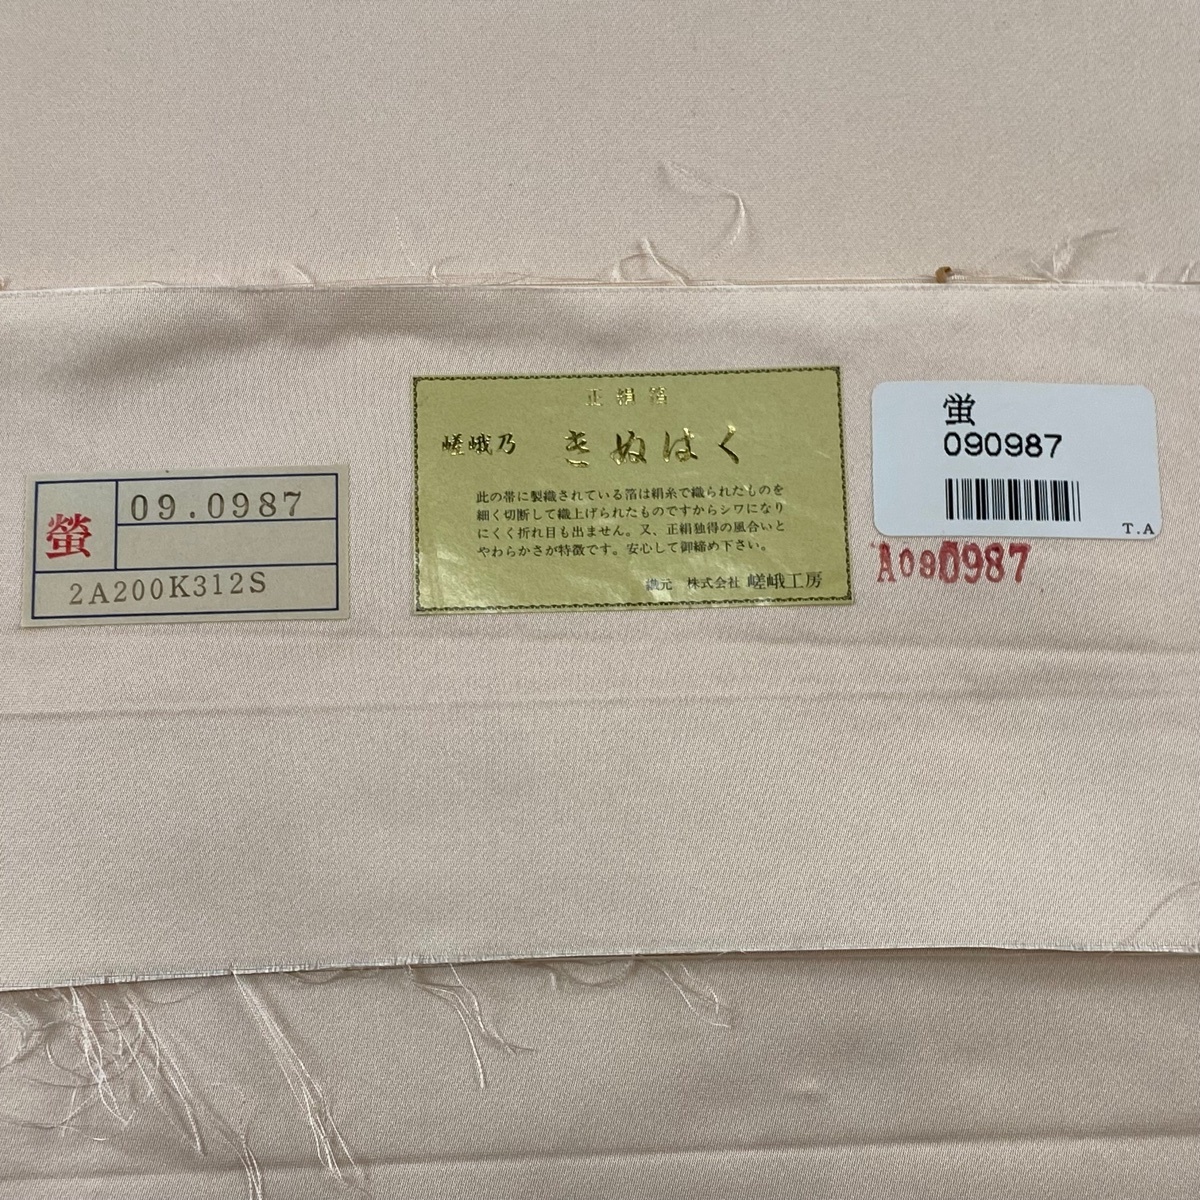 螢
09.0987
2A200K312S
正絹箔
嵯峨乃 きぬはく
此の帯に製織されている箔は絹糸で織られたものを
細く切断して織上げられたものですからシワになり
にくく折れ目も出ません。又、正絹独得の風合いと
やわらかさが特徴です。安心して御締め下さい。
織元 株式会社 嵯峨工房
蛍
090987
T.A
A090987